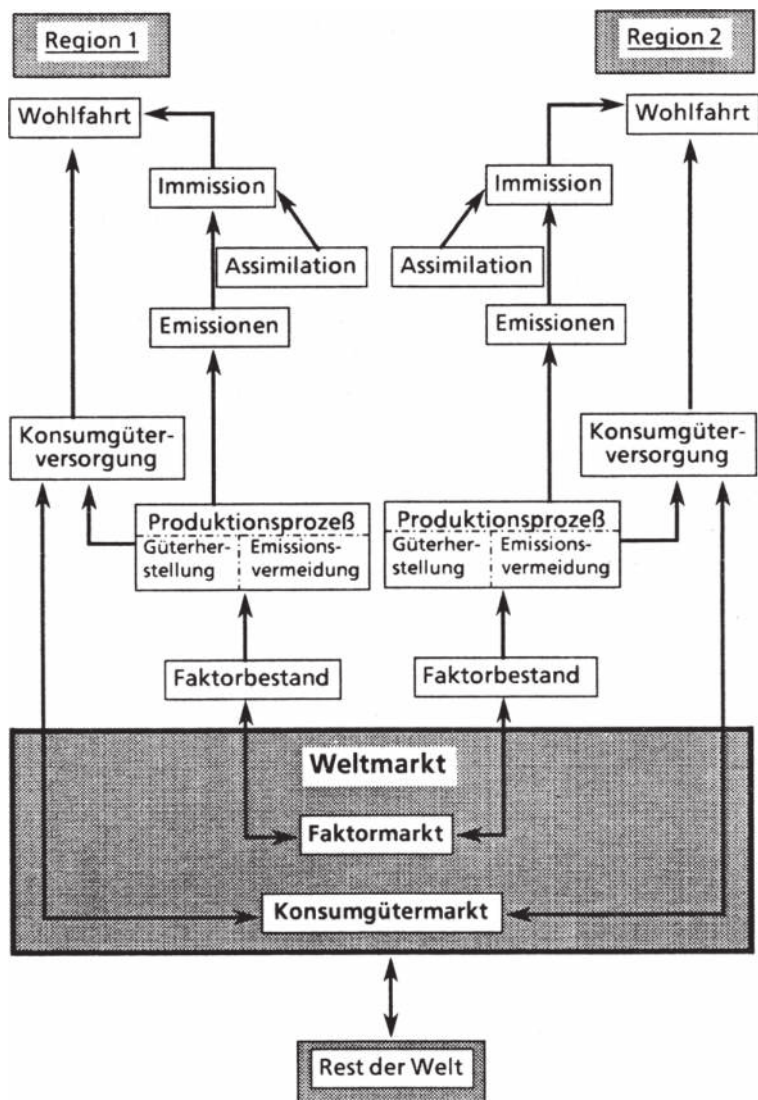 Region 1
Region 2
Wohlfahrt
Wohlfahrt
Immission
Immission
Assimilation
Assimilation
Emissionen
Emissionen
Konsumgüter-
versorgung
Konsumgüter-
versorgung
Produktionsprozeß
Güterher-
stellung
Emissions-
vermeidung
Produktionsprozeß
Güterher-
stellung
Emissions-
vermeidung
Faktorbestand
Faktorbestand
Weltmarkt
Faktormarkt
Konsumgütermarkt
Rest der Welt